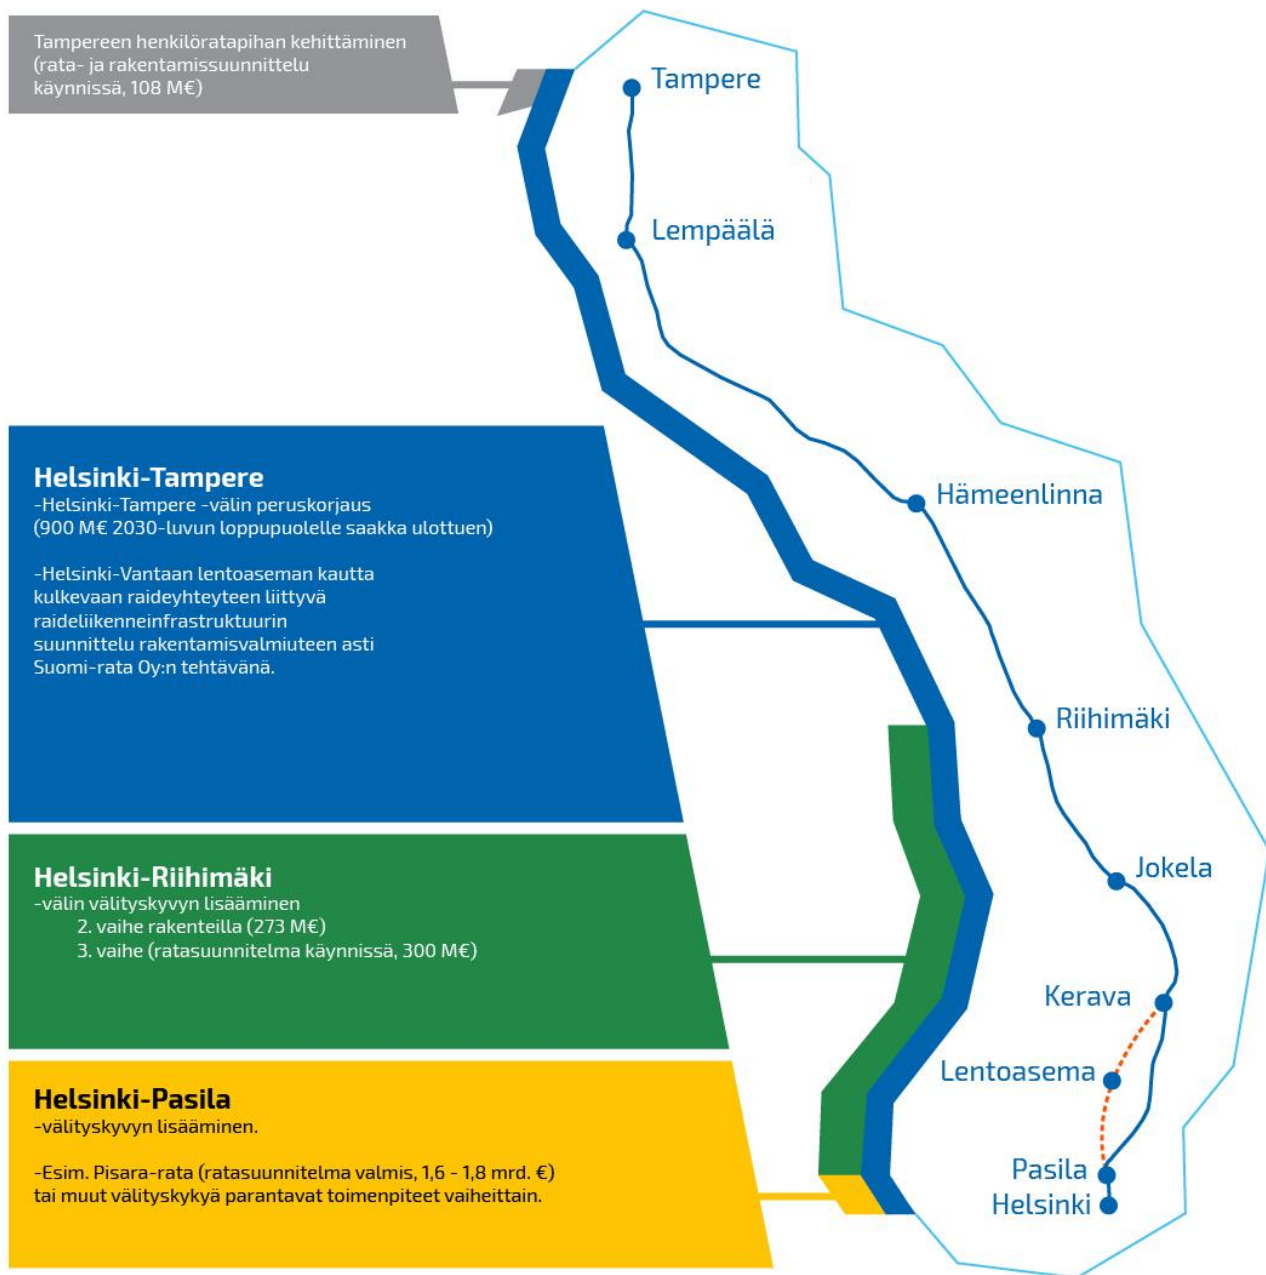 Tampereen henkilöratapihan kehittäminen
(rata- ja rakentamissuunnittelu
käynnissä, 108 M€)
Tampere
Lempäälä
Hämeenlinna
Riihimäki
Jokela
Kerava
Lentoasema
Pasila
Helsinki
Helsinki-Tampere
-Helsinki-Tampere -välin peruskorjaus
(900 M€ 2030-luvun loppupuolelle saakka ulottuen)
-Helsinki-Vantaan lentoaseman kautta
kulkevaan raideyhteyteen liittyvä
raideliikenneinfrastruktuurin
suunnittelu rakentamisvalmiuteen asti
Suomi-rata Oy:n tehtävänä.
Helsinki-Riihimäki
-välin välityskyvyn lisääminen
2. vaihe rakenteilla (273 M€)
3. vaihe (ratasuunnitelma käynnissä, 300 M€)
Helsinki-Pasila
-välityskyvyn lisääminen.
-Esim. Pisara-rata (ratasuunnitelma valmis, 1,6 - 1,8 mrd. €)
tai muut välityskykyä parantavat toimenpiteet vaiheittain.